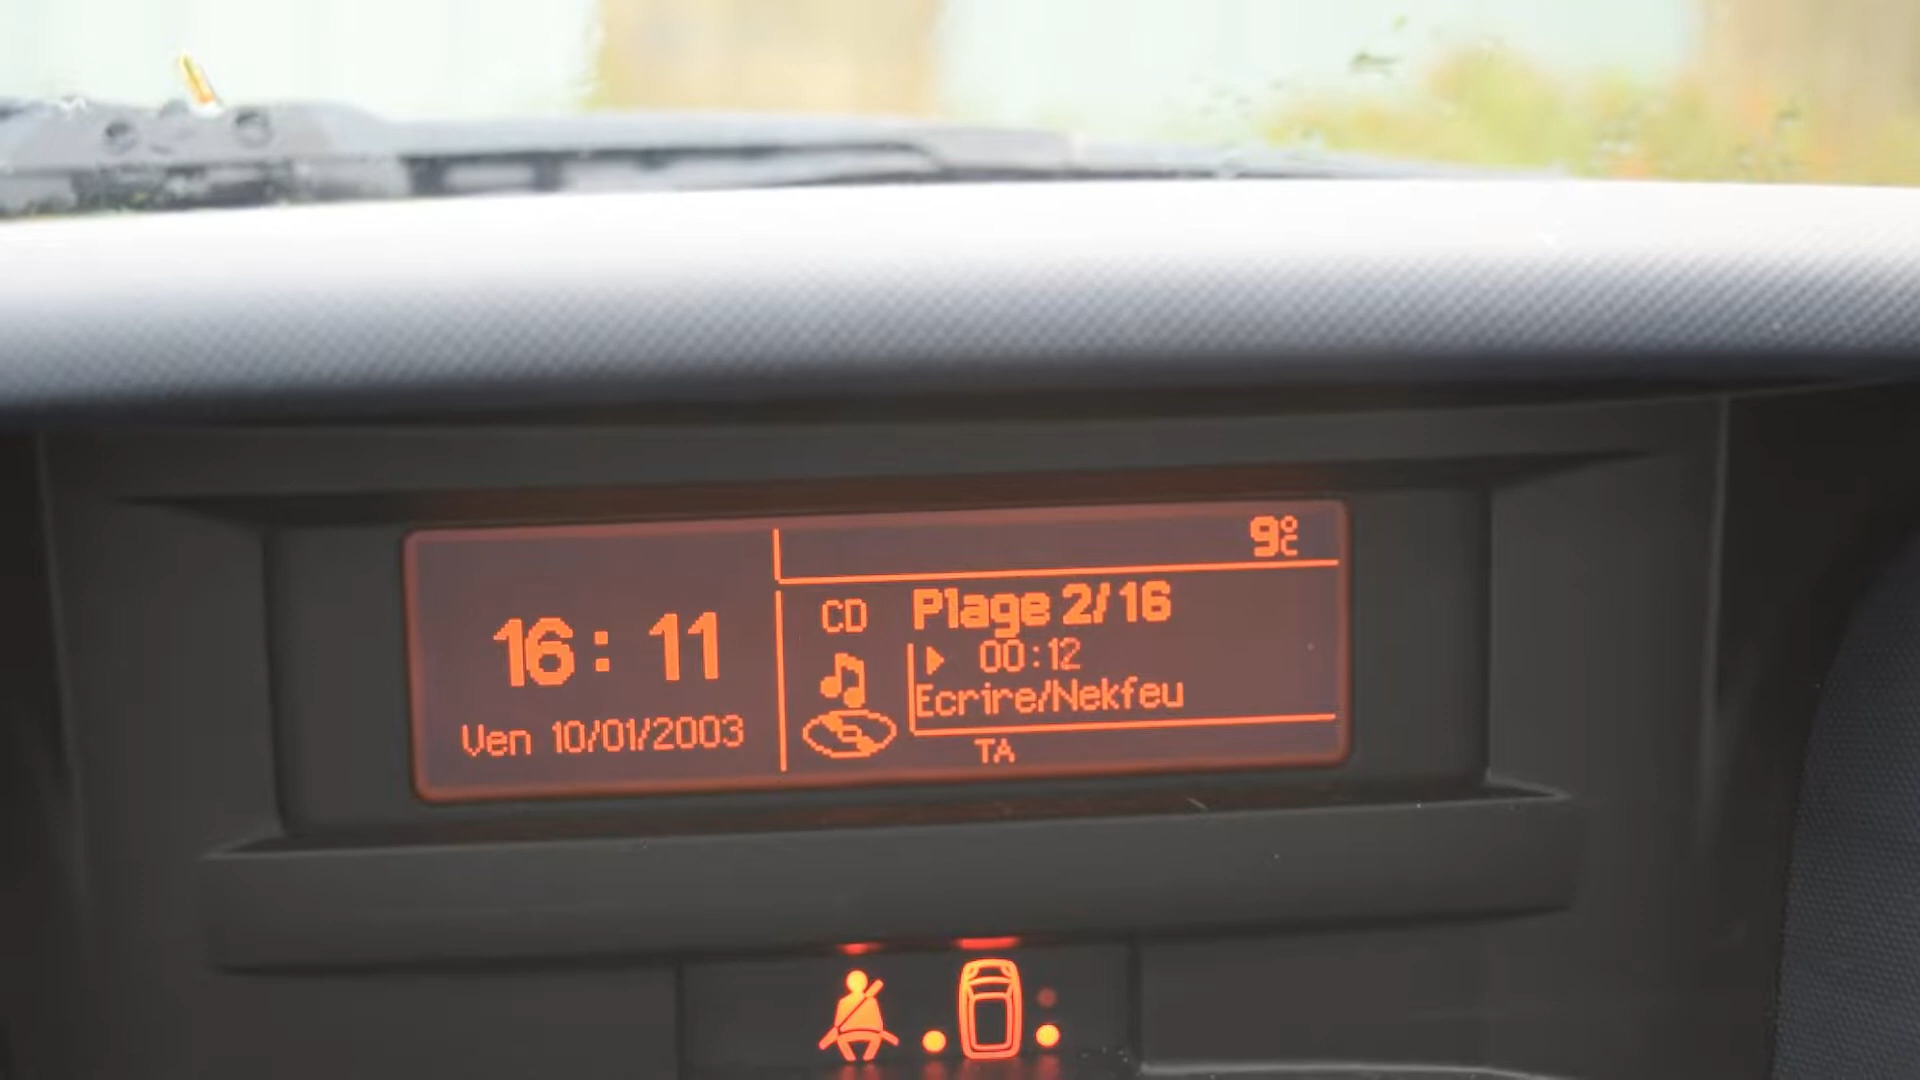 9°C
16: 11
Ven 10/01/2003
CD
Plage 2/16
00:12
Ecrire/Nekfeu
TA